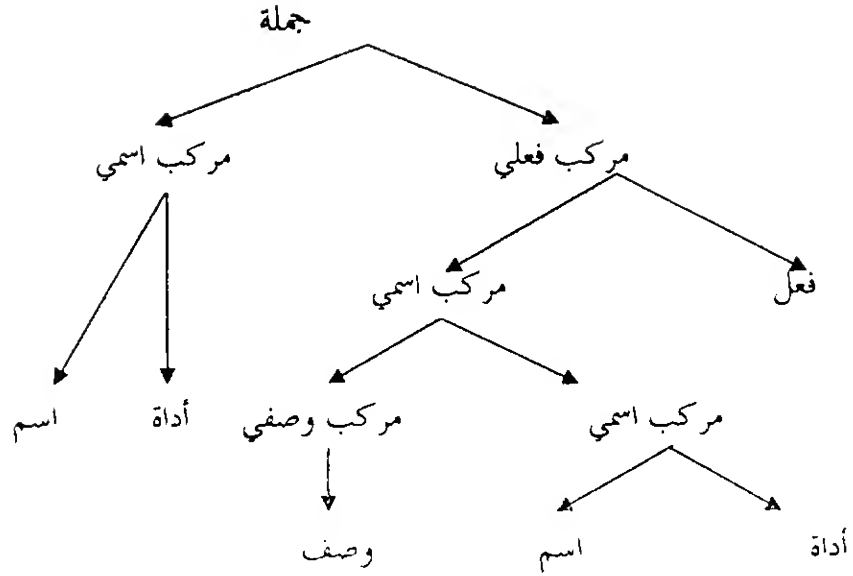 جملة
مركب فعلي
مركب اسمي
فعل
مركب اسمي
مركب اسمي
مركب وصفي
أداة
اسم
أداة
اسم
وصف